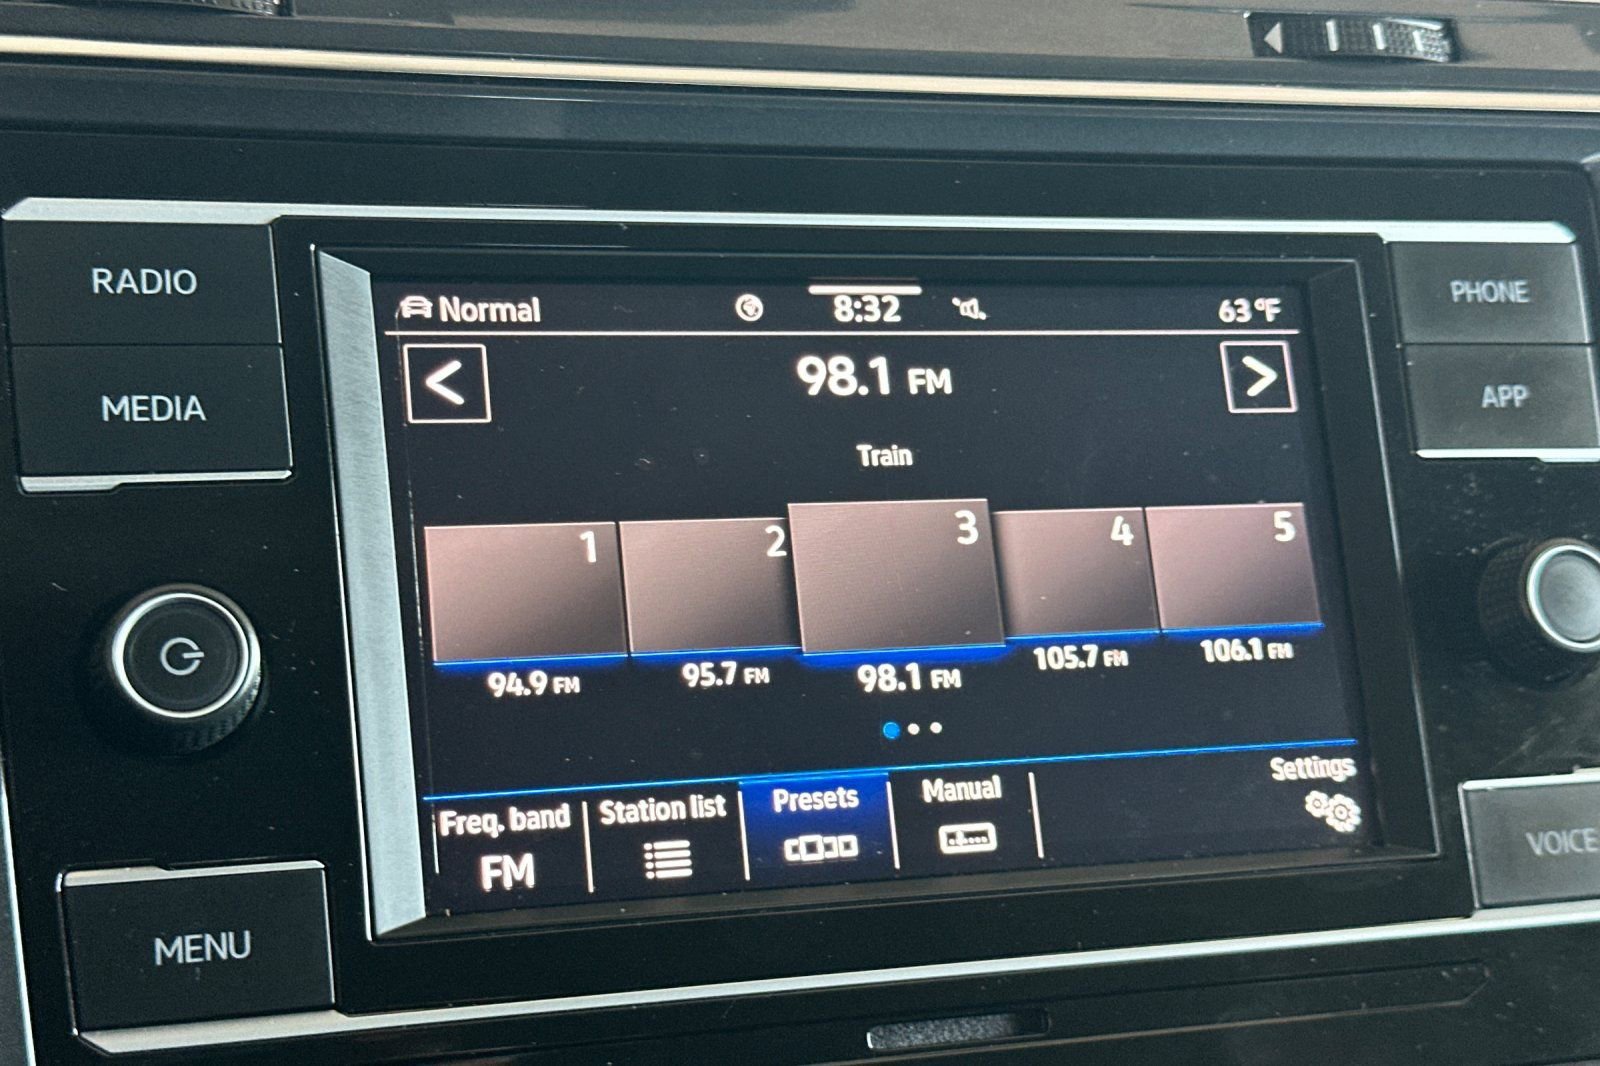 RADIO
MEDIA
MENU
PHONE
APP
VOICE
Normal
8:32
63 °F
<
98.1 FM
>
Train
1
2
3
4
5
94.9 FM
95.7 FM
98.1 FM
105.7 FM
106.1 FM
Freq. band
FM
Station list
Presets
Manual
Settings